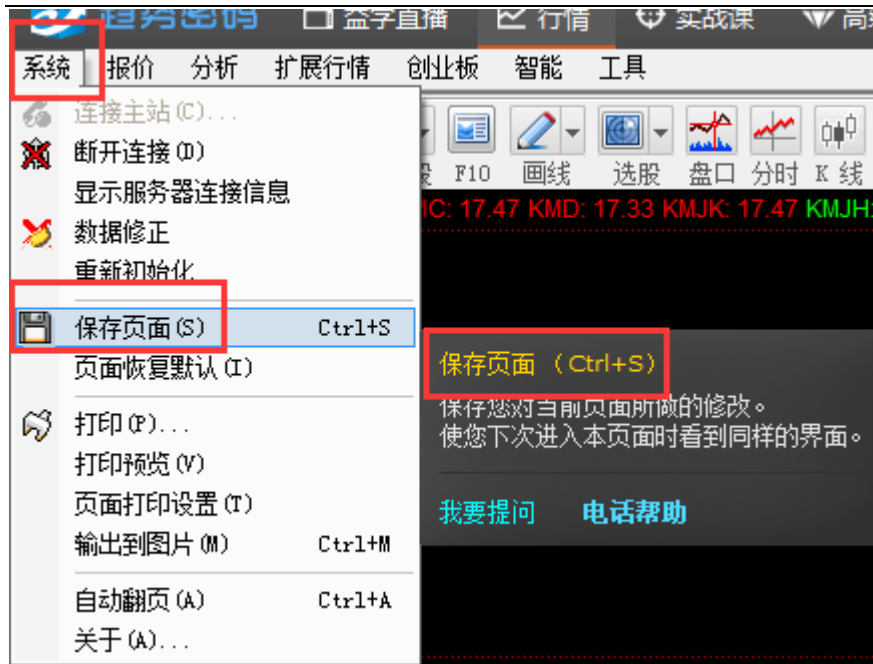 趋势密码 益学直播 行情 实战课
系统 报价 分析 扩展行情 创业板 智能 工具
连接主站(C)...
断开连接(D)
显示服务器连接信息
数据修正
重新初始化
保存页面(S) Ctrl+S
页面恢复默认(I)
打印(P)...
打印预览(V)
页面打印设置(T)
输出到图片(M) Ctrl+M
自动翻页(A) Ctrl+A
关于(A)...
F10 画线 选股 盘口 分时 K 线
17.47 KMD: 17.33 KMJK: 17.47 KMJH:
保存页面 (Ctrl+S)
保存您对当前页面所做的修改。
使您下次进入本页面时看到同样的界面。
我要提问 电话帮助